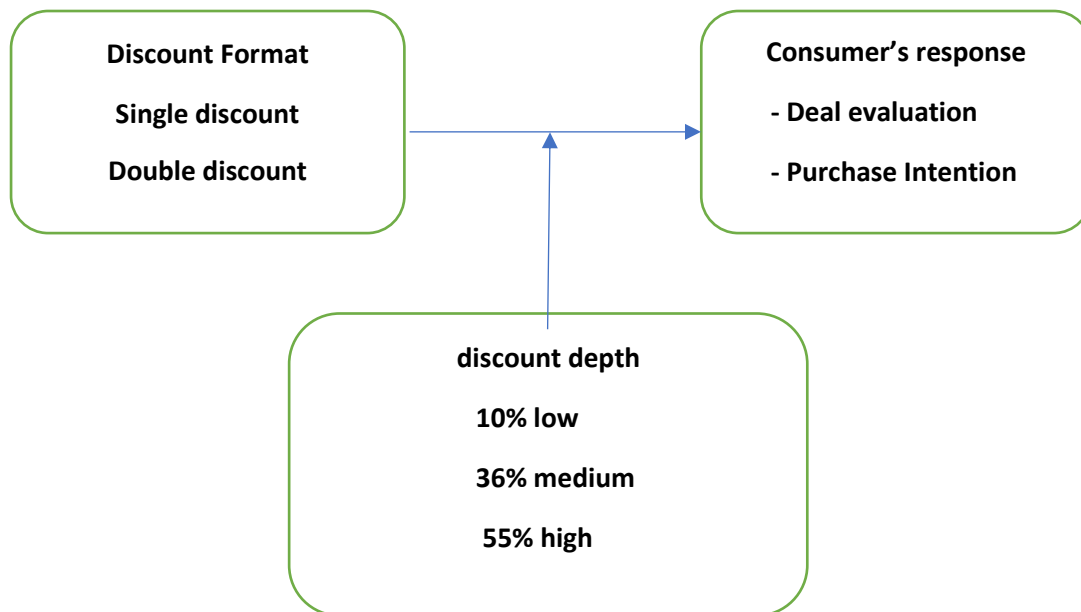 Discount Format
Single discount
Double discount
Consumer’s response
- Deal evaluation
- Purchase Intention
discount depth
10% low
36% medium
55% high